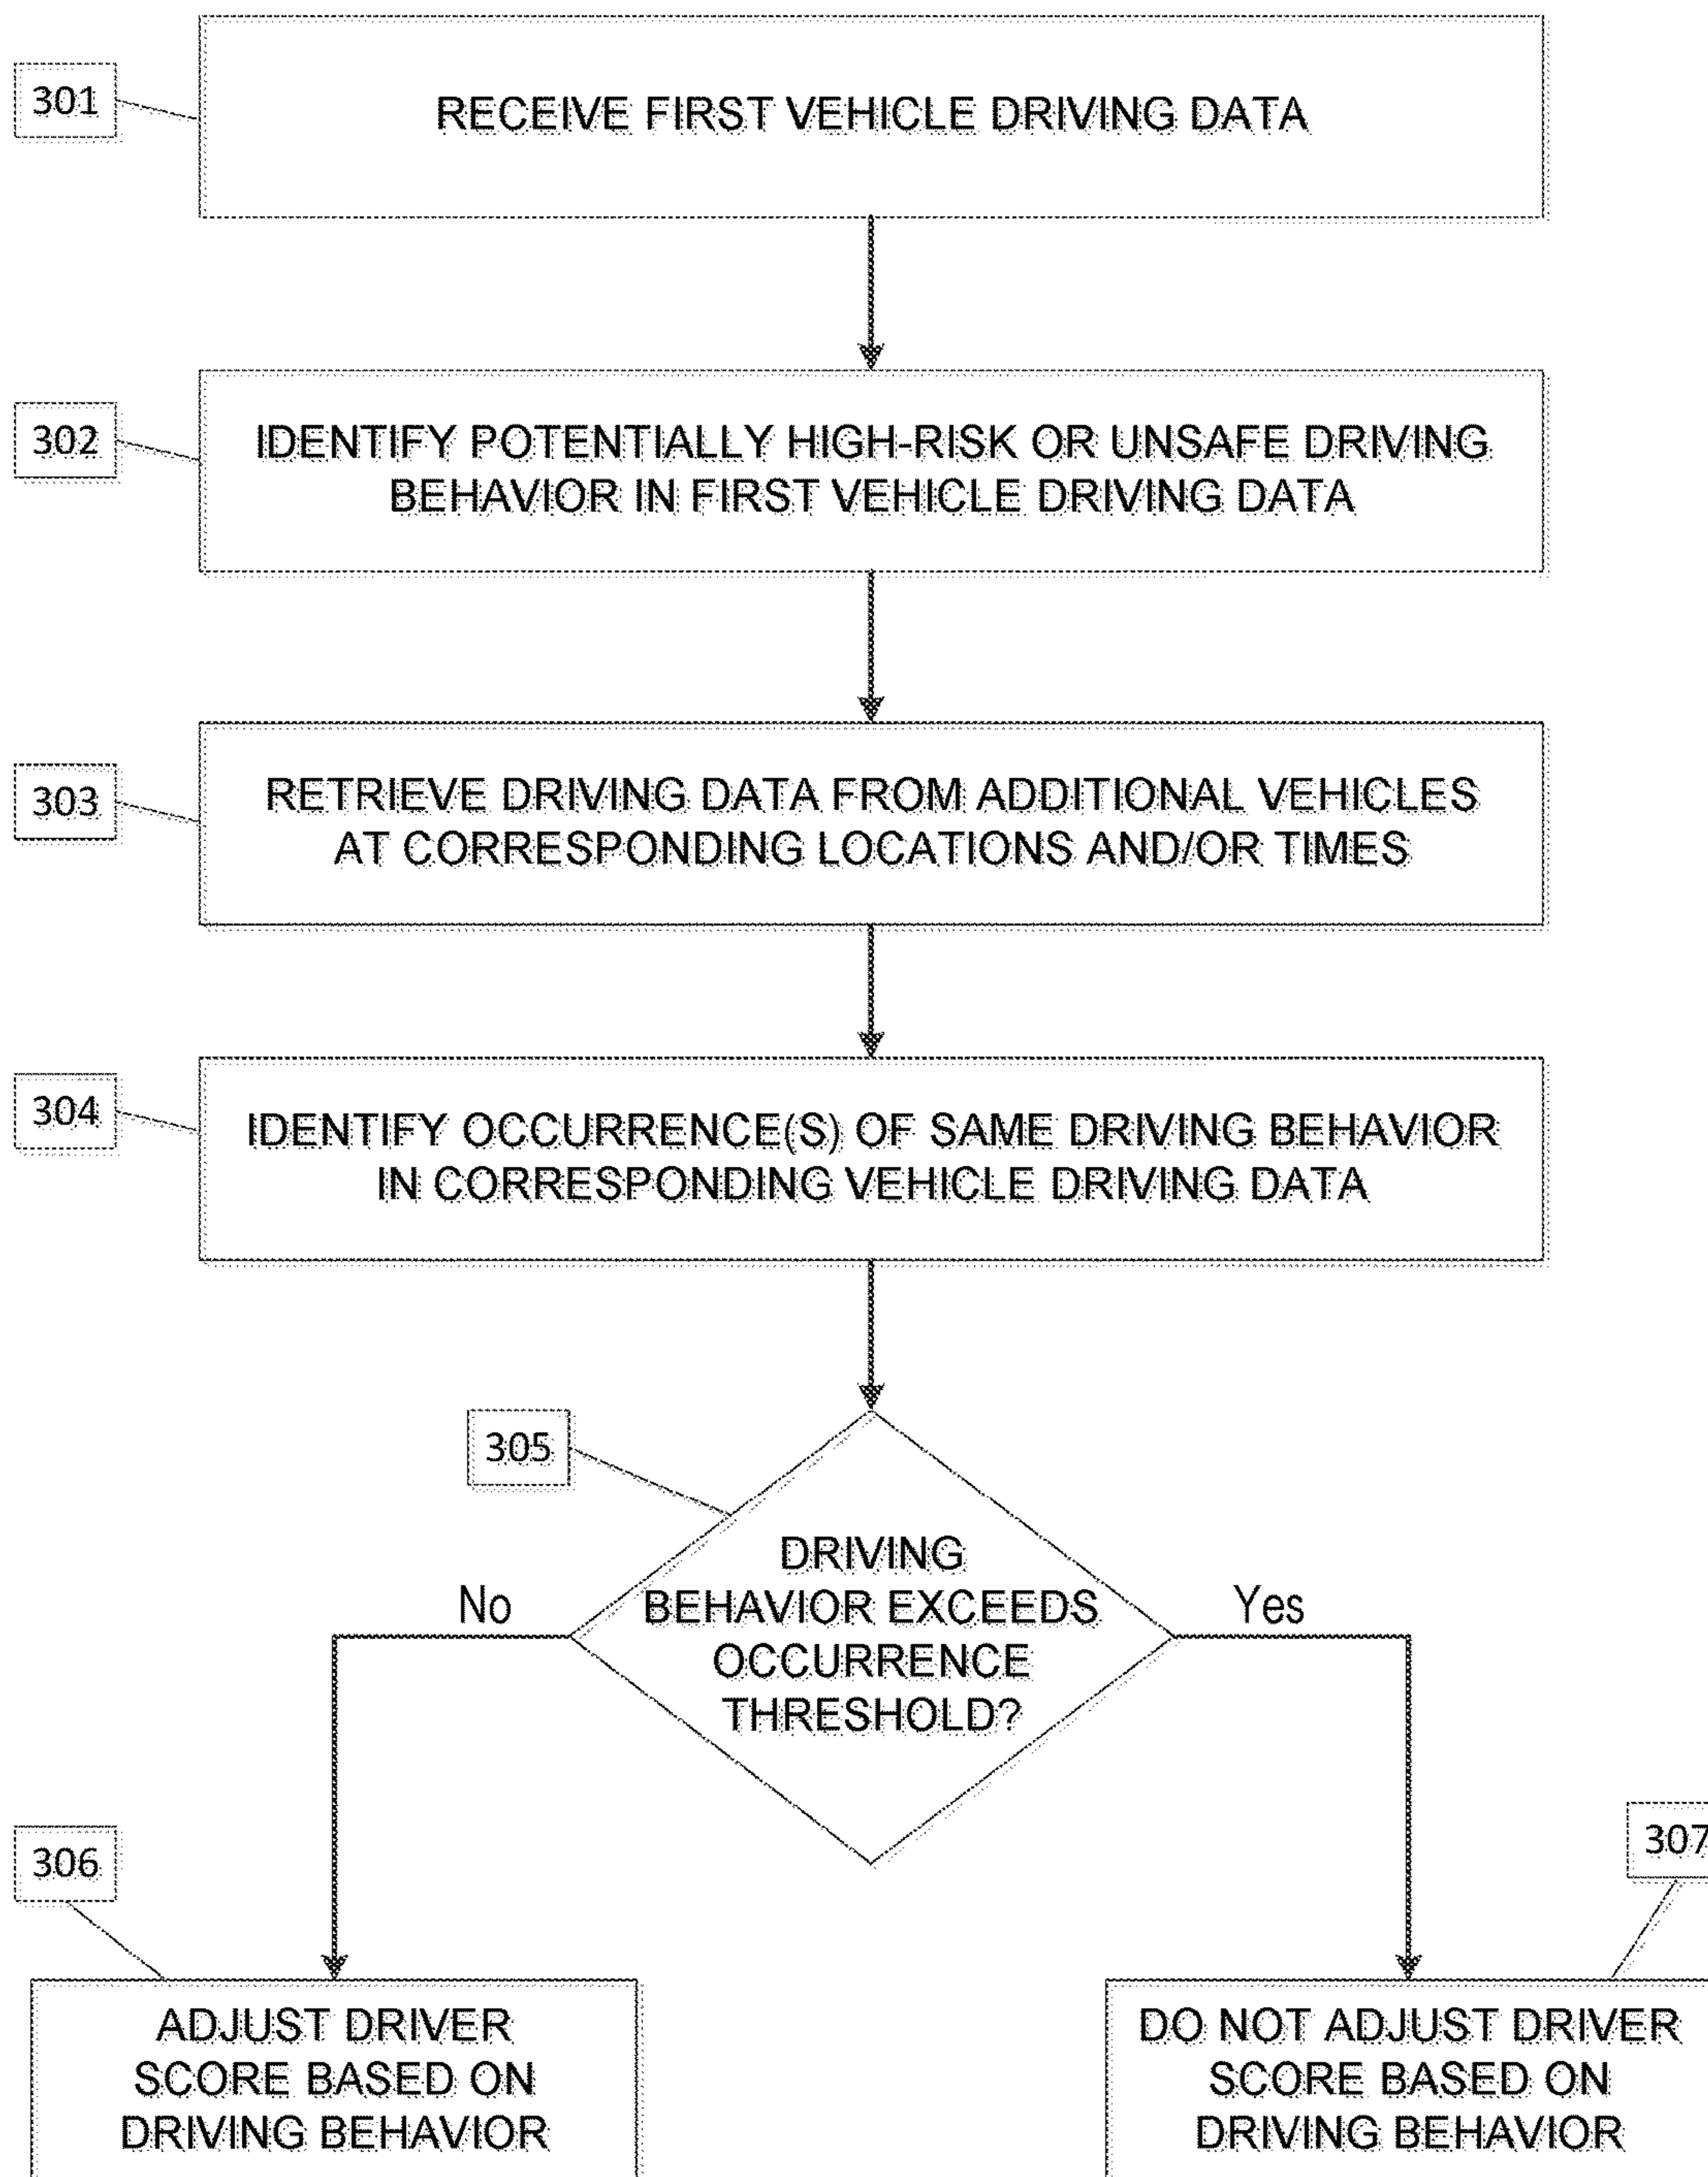 301
RECEIVE FIRST VEHICLE DRIVING DATA
302
IDENTIFY POTENTIALLY HIGH-RISK OR UNSAFE DRIVING
BEHAVIOR IN FIRST VEHICLE DRIVING DATA
303
RETRIEVE DRIVING DATA FROM ADDITIONAL VEHICLES
AT CORRESPONDING LOCATIONS AND/OR TIMES
304
IDENTIFY OCCURRENCE(S) OF SAME DRIVING BEHAVIOR
IN CORRESPONDING VEHICLE DRIVING DATA
305
DRIVING
BEHAVIOR EXCEEDS
OCCURRENCE
THRESHOLD?
No
Yes
306
307
ADJUST DRIVER
SCORE BASED ON
DRIVING BEHAVIOR
DO NOT ADJUST DRIVER
SCORE BASED ON
DRIVING BEHAVIOR